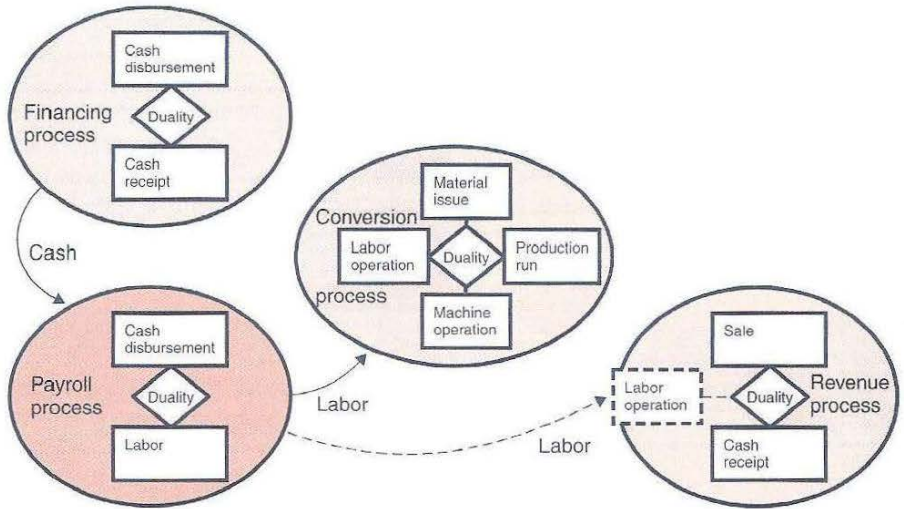 Cash
disbursement
Financing
process
Duality
Cash
receipt
Cash
Material
issue
Conversion
process
Labor
operation
Duality
Production
run
Machine
operation
Cash
disbursement
Payroll
process
Duality
Labor
Labor
Labor
Sale
Labor
operation
Duality
Revenue
process
Cash
receipt